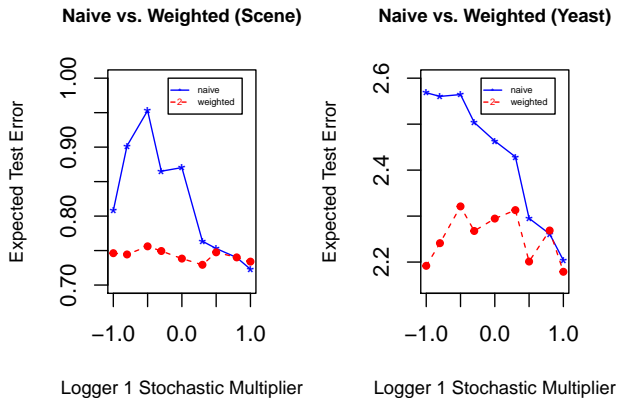 Naive vs. Weighted (Scene)
Expected Test Error
1.00
0.90
0.80
0.70
naive
2 weighted
−1.0 0.0 1.0
Logger 1 Stochastic Multiplier
Naive vs. Weighted (Yeast)
Expected Test Error
2.6
2.4
2.2
naive
2 weighted
−1.0 0.0 1.0
Logger 1 Stochastic Multiplier